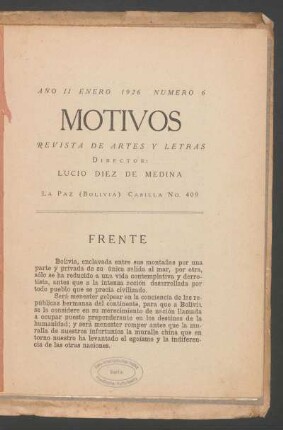 AÑO II ENERO 1926 NUMERO 6
MOTIVOS
REVISTA DE ARTES Y LETRAS
DIRECTOR:
LUCIO DIEZ DE MEDINA
LA PAZ (BOLIVIA) CASILLA No. 409
FRENTE
Bolivia, enclavada entre sus montañas por una
parte y privada de su única salida al mar, por otra,
sólo se ha reducido a una vida contemplativa y derro-
tista, antes que a la intensa acción desarrollada por
todo pueblo que se precia civilizado.
Será menester golpear en la conciencia de las re-
públicas hermanas del continente, para que a Bolivia
se la considere en su merecimiento de nación llamada
a ocupar puesto preponderante en los destinos de la
humanidad; y será menester romper antes que la mu-
ralla de nuestros infortunios la muralla china que en
torno nuestro ha levantado el egoismo y la indiferen-
cia de las otras naciones.
Berlin